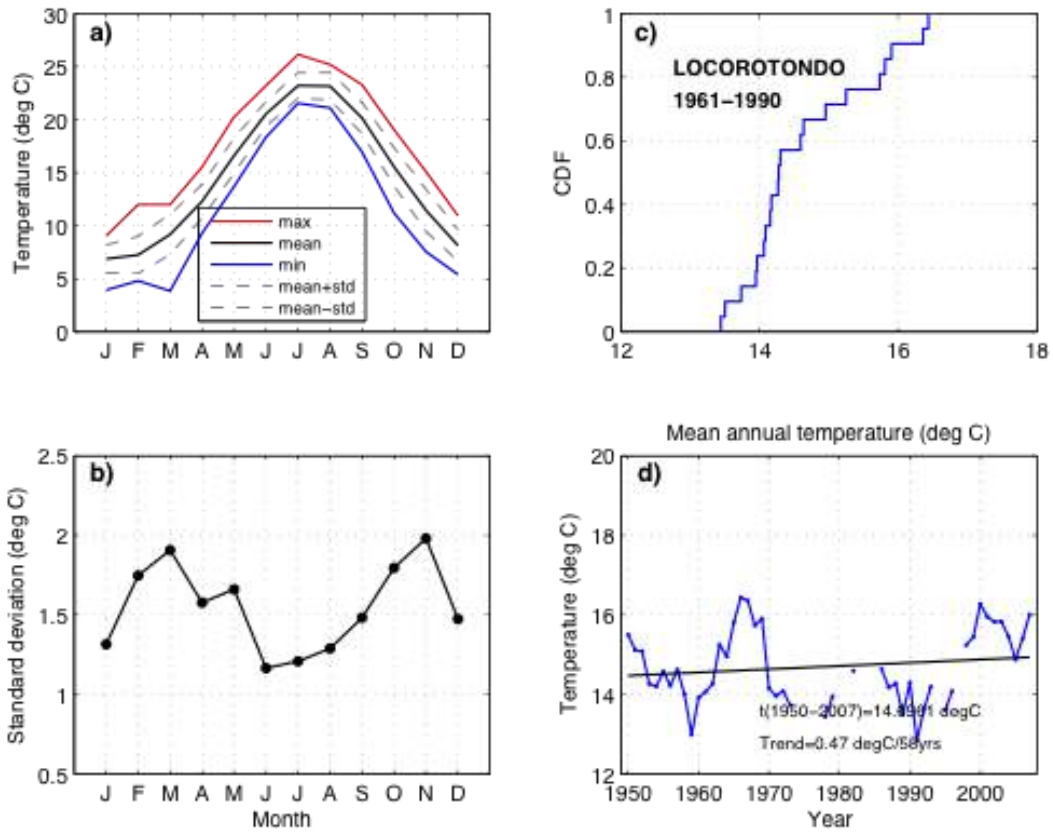 a)
Temperature (deg C)
30
25
20
15
10
5
0
max
mean
min
mean+std
mean−std
J F M A M J J A S O N D
c)
LOCOROTONDO
1961−1990
CDF
1
0.8
0.6
0.4
0.2
0
12 14 16 18
b)
Standard deviation (deg C)
2.5
2
1.5
1
0.5
J F M A M J J A S O N D
Month
Mean annual temperature (deg C)
d)
Temperature (deg C)
20
18
16
14
12
Trend=0.47 degC/58yrs
1950 1960 1970 1980 1990 2000
Year